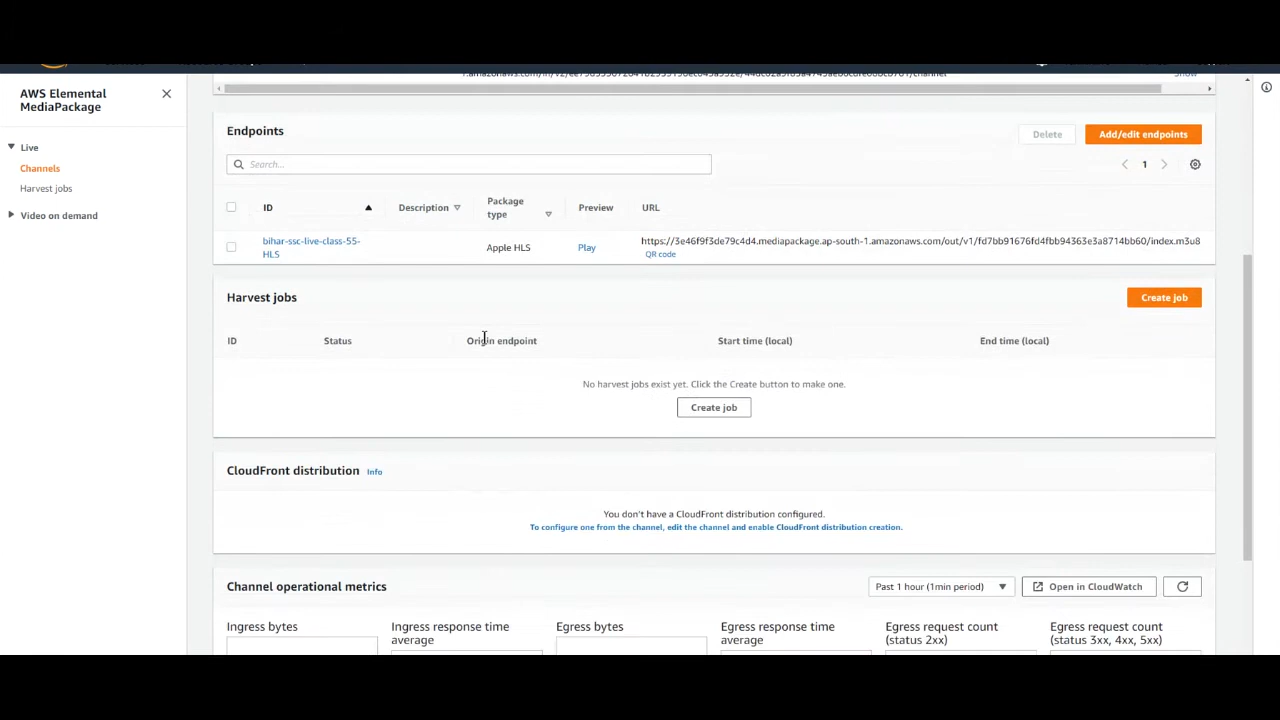 AWS Elemental
MediaPackage
Live
Channels
Harvest jobs
Video on demand
Show
Endpoints
Delete
Add/edit endpoints
Search...
1
ID
Description
Package
type
Preview
URL
bihar-ssc-live-class-55-
HLS
Apple HLS
Play
https://3e46f9f3de79c4d4.mediapackage.ap-south-1.amazonaws.com/out/v1/fd7bb91676fd4fbb94363e3a8714bb60/index.m3u8
QR code
Harvest jobs
Create job
ID
Status
Origin endpoint
Start time (local)
End time (local)
No harvest jobs exist yet. Click the Create button to make one.
Create job
CloudFront distribution
Info
You don't have a CloudFront distribution configured.
To configure one from the channel, edit the channel and enable CloudFront distribution creation.
Channel operational metrics
Past 1 hour (1min period)
Open in CloudWatch
Ingress bytes
Ingress response time
average
Egress bytes
Egress response time
average
Egress request count
(status 2xx)
Egress request count
(status 3xx, 4xx, 5xx)